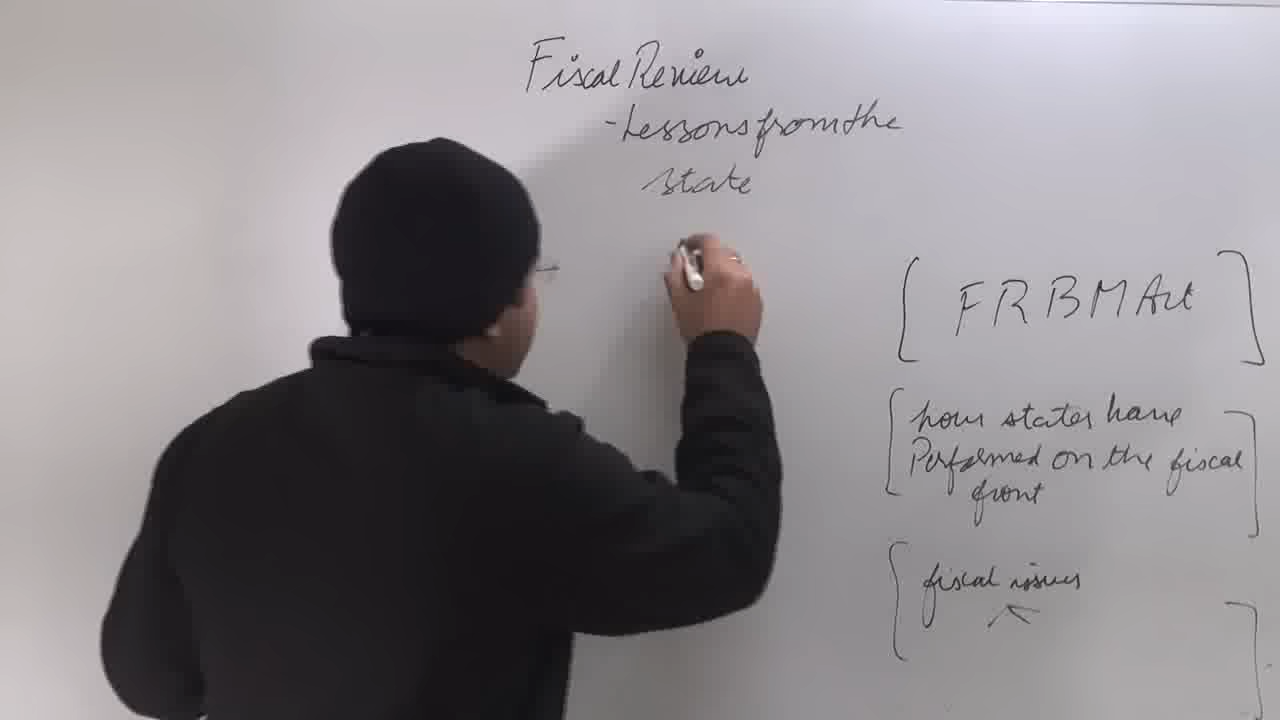 Fiscal Review
- Lessons from the
state
[ FRBM Act ]
[ how states have
Performed on the fiscal
front ]
[ fiscal issues ]